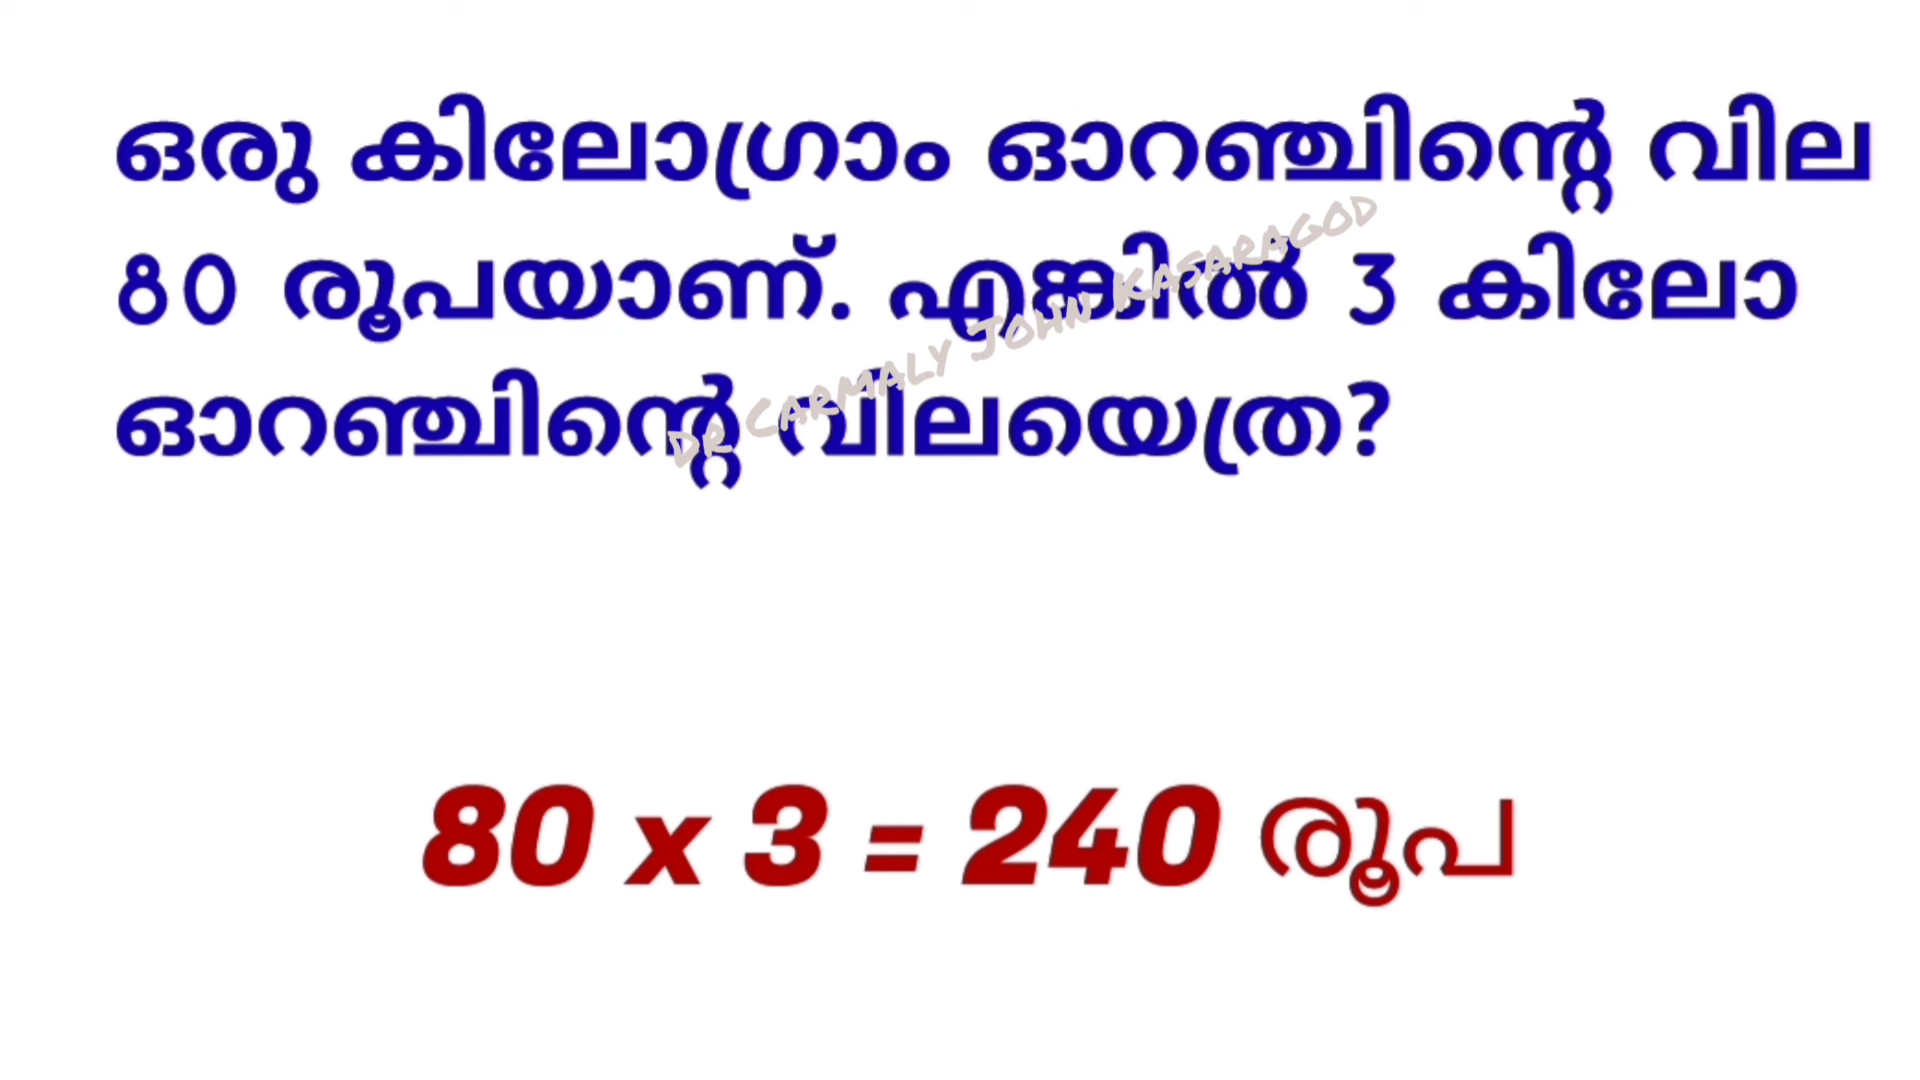 ഒരു കിലോഗ്രാം ഓറഞ്ചിന്റെ വില
80 രൂപയാണ്. എങ്കിൽ 3 കിലോ
ഓറഞ്ചിന്റെ വിലയെത്ര?
DR CARMALY JOHN KASARAGOD
80 x 3 = 240 രൂപ